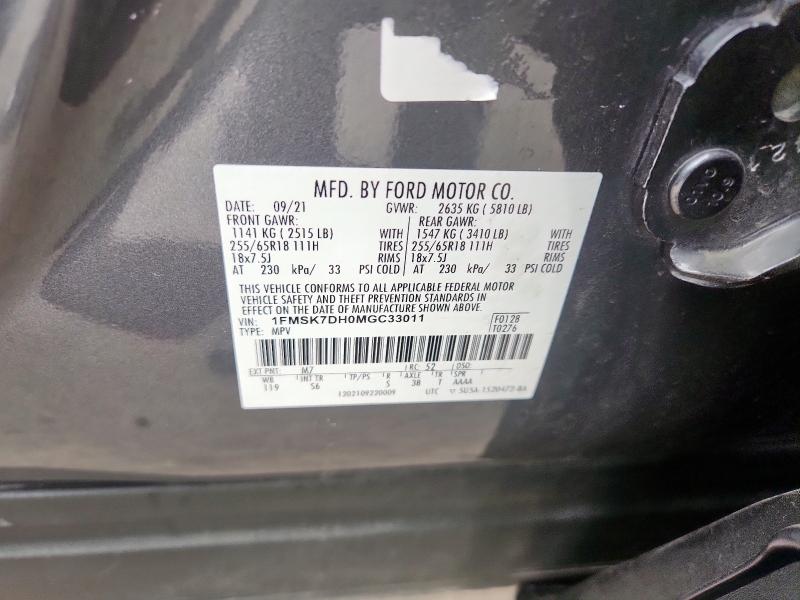 MFD. BY FORD MOTOR CO.
DATE: 09/21 GVWR: 2635 KG ( 5810 LB)
FRONT GAWR: REAR GAWR:
1141 KG ( 2515 LB) WITH 1547 KG ( 3410 LB) WITH
255/65R18 111H TIRES 255/65R18 111H TIRES
18x7.5J RIMS 18x7.5J RIMS
AT 230 kPa/ 33 PSI COLD AT 230 kPa/ 33 PSI COLD
THIS VEHICLE CONFORMS TO ALL APPLICABLE FEDERAL MOTOR
VEHICLE SAFETY AND THEFT PREVENTION STANDARDS IN
EFFECT ON THE DATE OF MANUFACTURE SHOWN ABOVE.
VIN: 1FMSK7DH0MGC33011 F0128
TYPE: MPV T0276
EXT PNT: M7 RC: 52 DSO:
WB INT TR TP/PS R AXLE TR SPR
119 S6 S 3B T AAAA
1202109220009 UTC 5U5A-1520472-BA